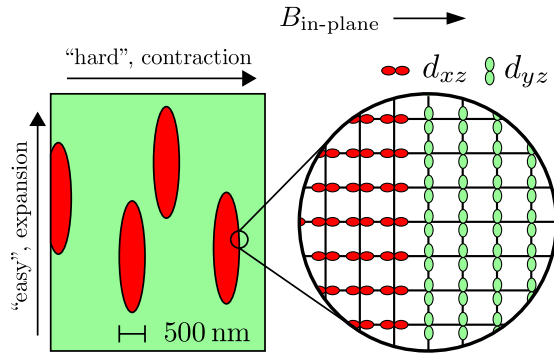 B_in-plane
“hard”, contraction
d_xz d_yz
“easy”, expansion
500 nm